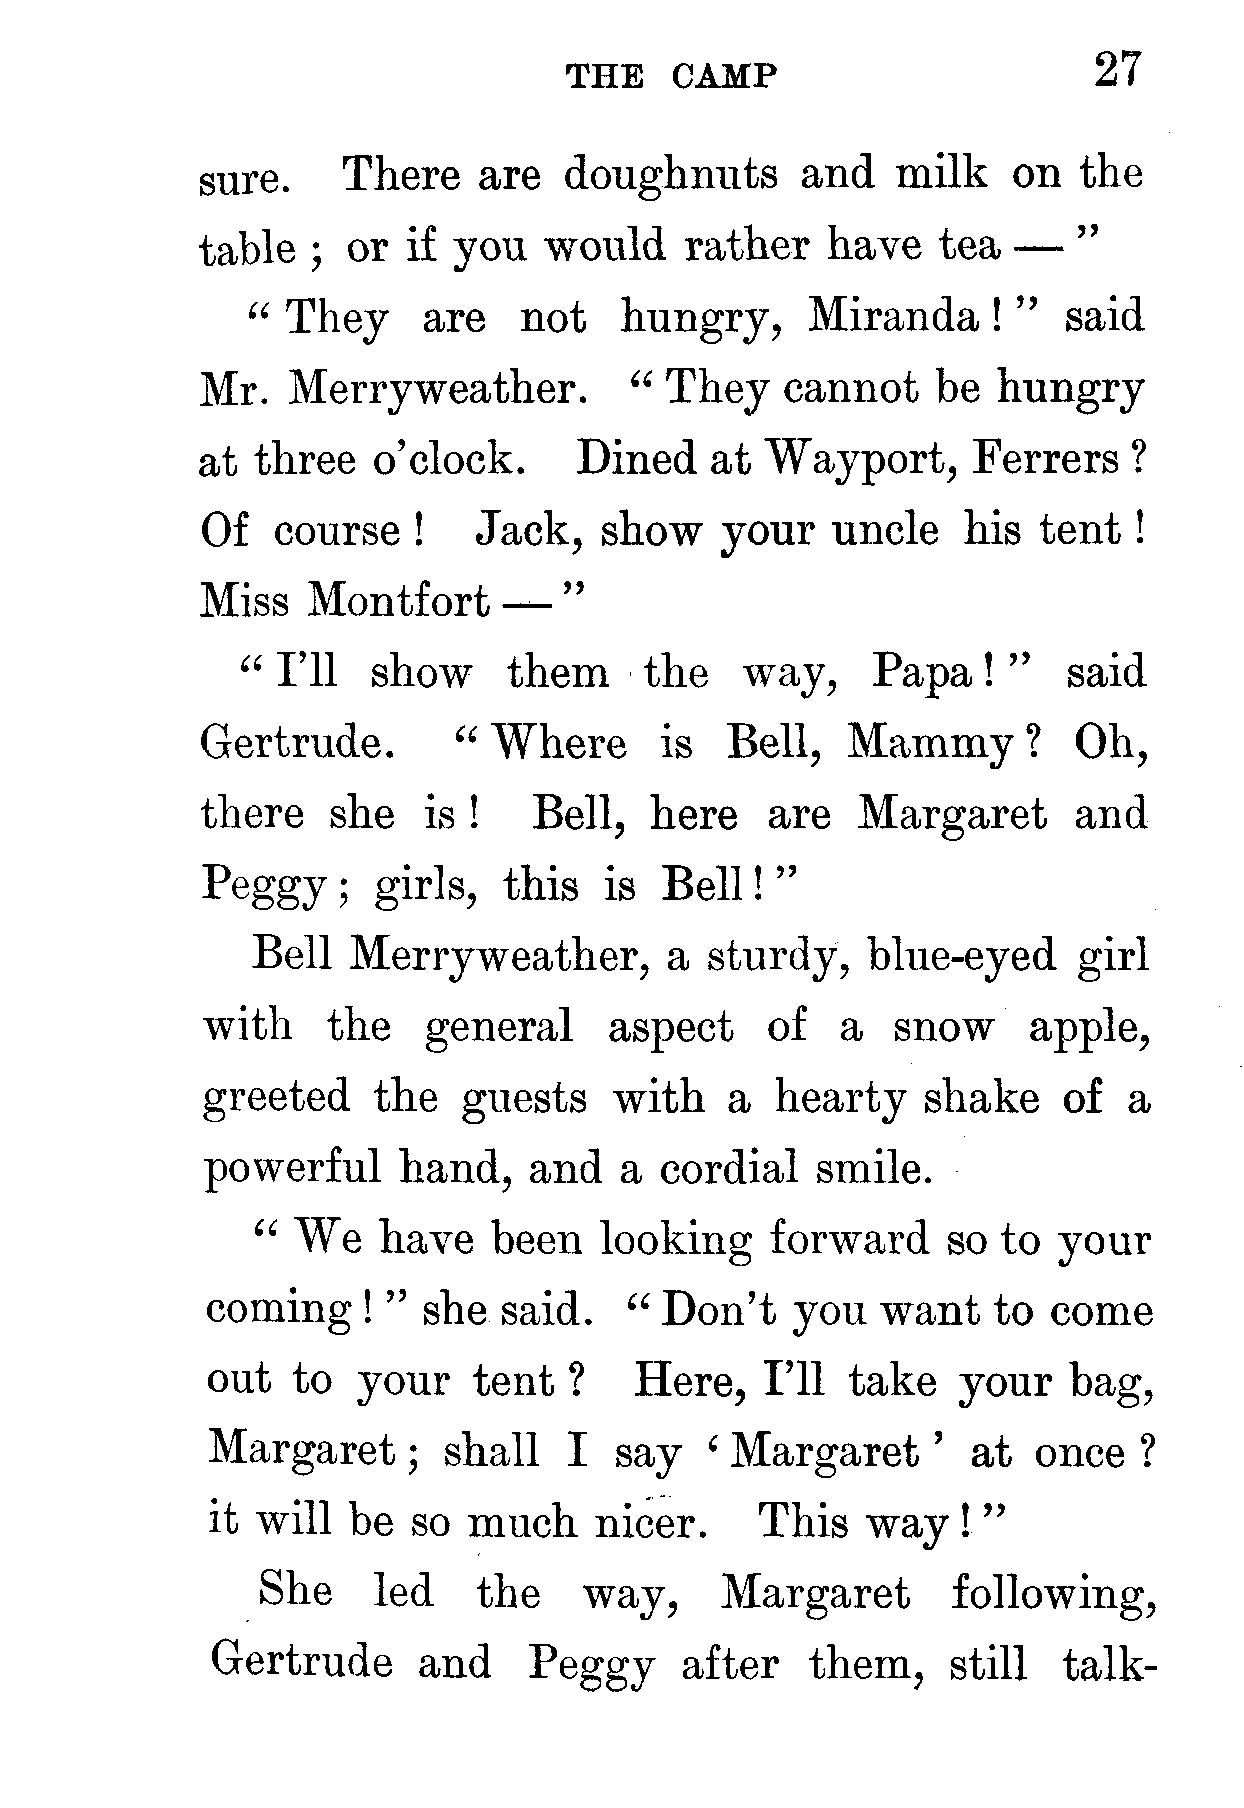 THE CAMP 27
sure. There are doughnuts and milk on the
table ; or if you would rather have tea — ”
“ They are not hungry, Miranda ! ” said
Mr. Merryweather. “ They cannot be hungry
at three o’clock. Dined at Wayport, Ferrers ?
Of course ! Jack, show your uncle his tent !
Miss Montfort — ”
“ I’ll show them the way, Papa ! ” said
Gertrude. “ Where is Bell, Mammy ? Oh,
there she is ! Bell, here are Margaret and
Peggy ; girls, this is Bell ! ”
Bell Merryweather, a sturdy, blue-eyed girl
with the general aspect of a snow apple,
greeted the guests with a hearty shake of a
powerful hand, and a cordial smile.
“ We have been looking forward so to your
coming ! ” she said. “ Don’t you want to come
out to your tent ? Here, I’ll take your bag,
Margaret ; shall I say ‘ Margaret ’ at once ?
it will be so much nicer. This way ! ”
She led the way, Margaret following,
Gertrude and Peggy after them, still talk-